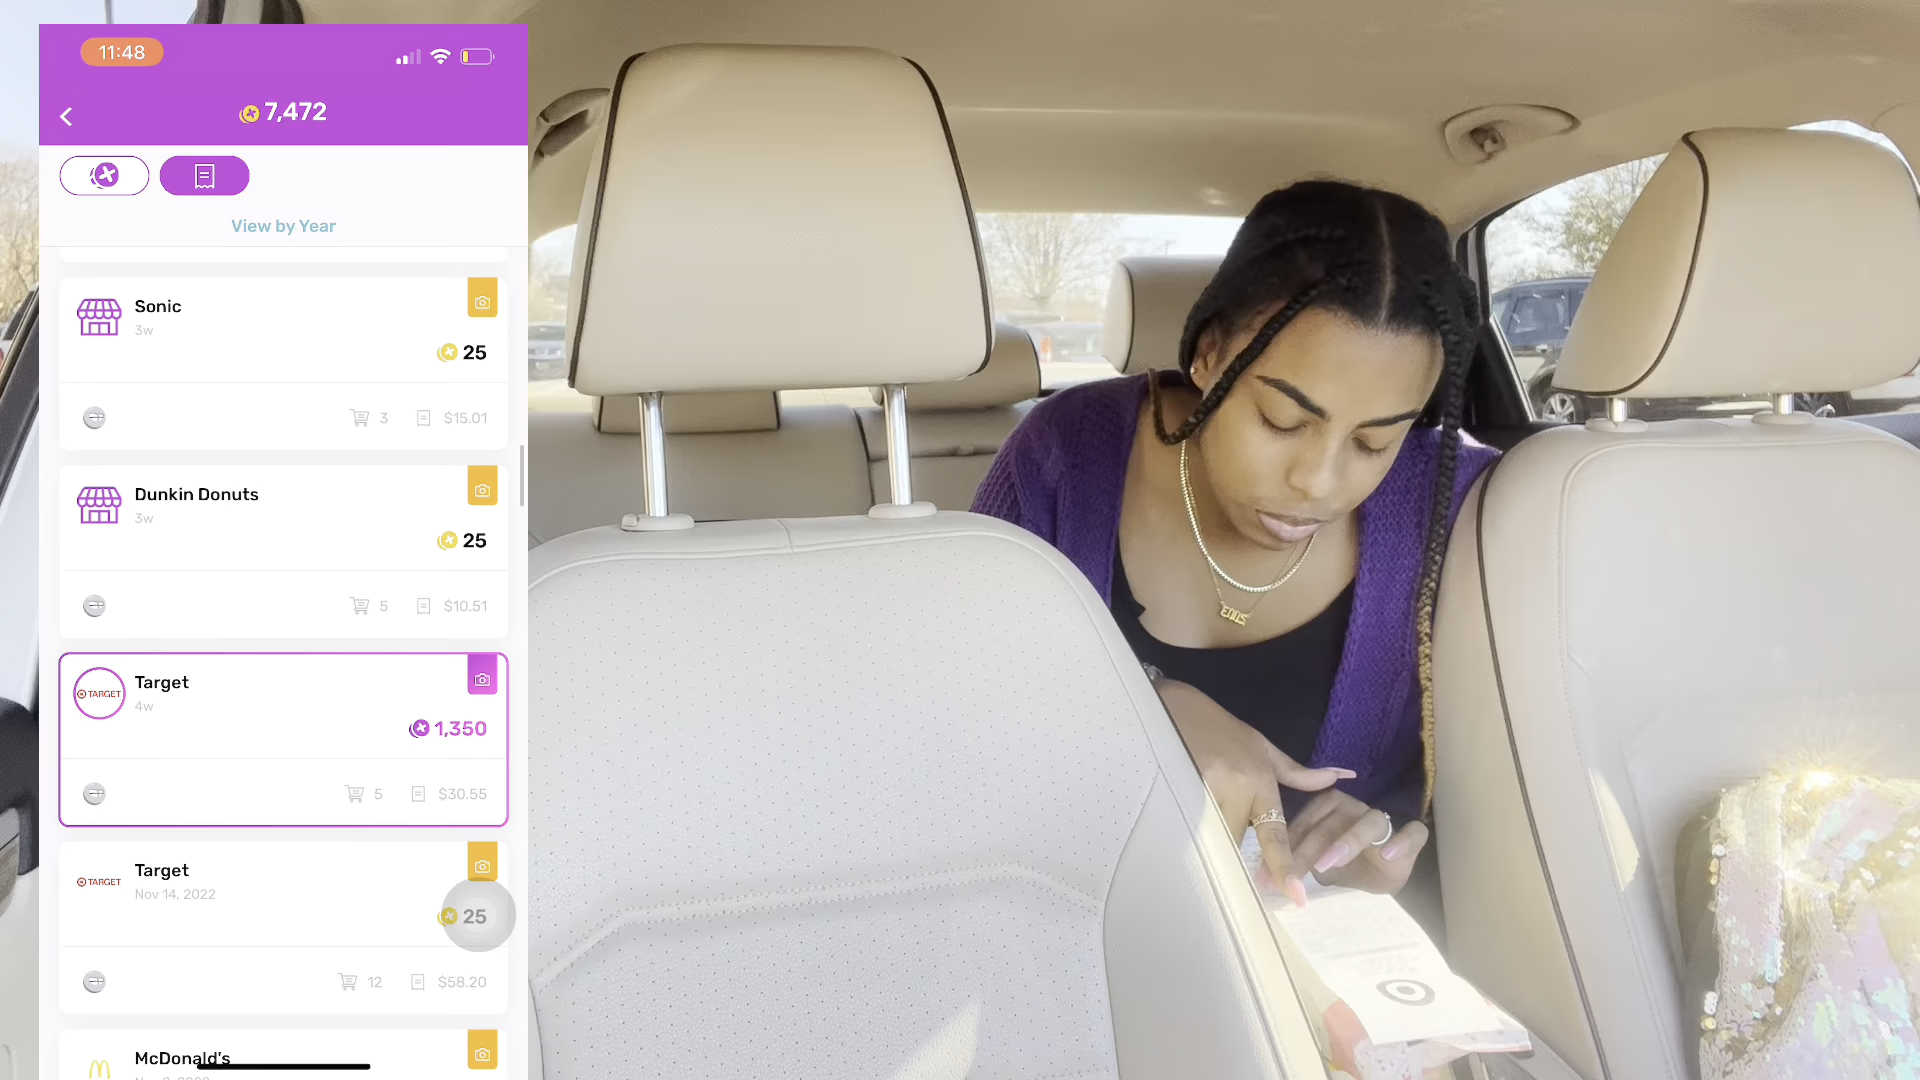 11:48
7,472
View by Year
Sonic
3w
25
3 $15.01
Dunkin Donuts
3w
25
5 $10.51
TARGET
Target
4w
1,350
5 $30.55
TARGET
Target
Nov 14, 2022
25
12 $58.20
McDonald's